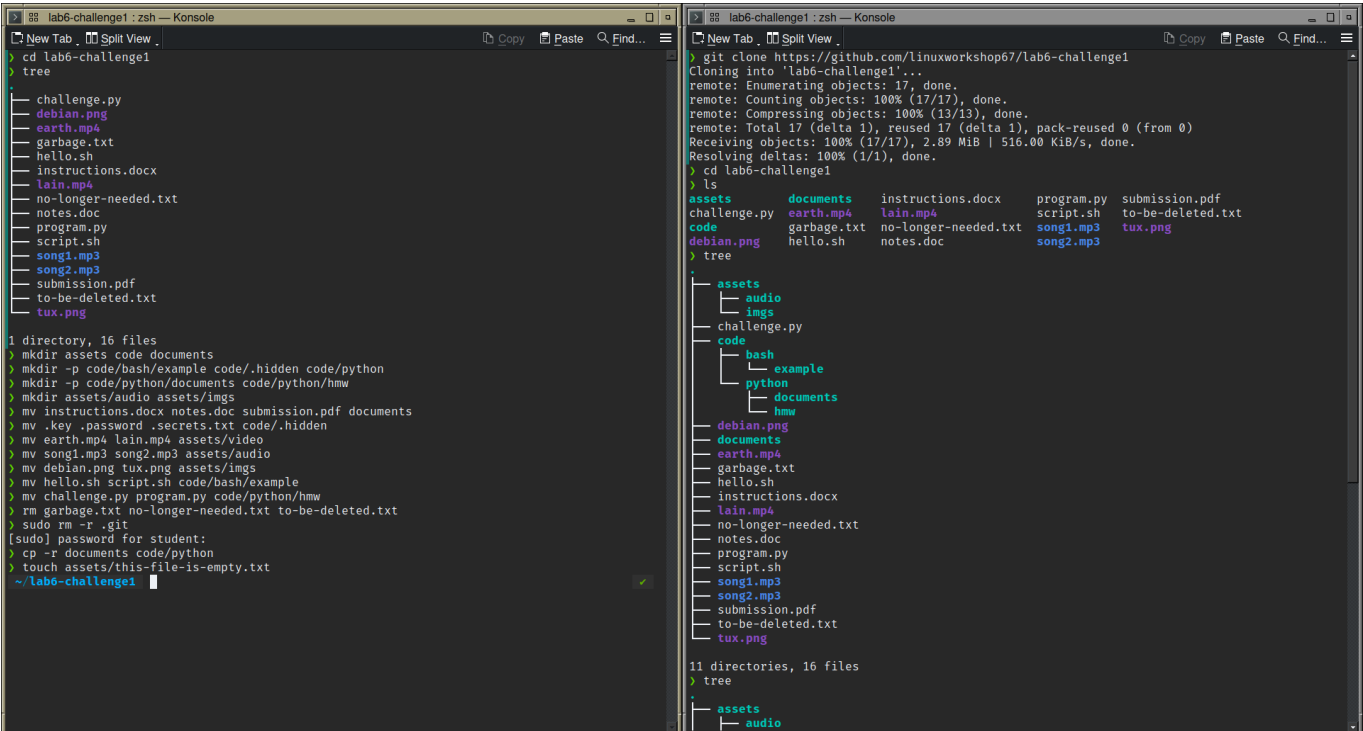 lab6-challenge1 : zsh — Konsole
New Tab Split View Copy Paste Find...
❯ cd lab6-challenge1
❯ tree
.
├── challenge.py
├── debian.png
├── earth.mp4
├── garbage.txt
├── hello.sh
├── instructions.docx
├── lain.mp4
├── no-longer-needed.txt
├── notes.doc
├── program.py
├── script.sh
├── song1.mp3
├── song2.mp3
├── submission.pdf
├── to-be-deleted.txt
└── tux.png
1 directory, 16 files
❯ mkdir assets code documents
❯ mkdir -p code/bash/example code/.hidden code/python
❯ mkdir -p code/python/documents code/python/hmw
❯ mkdir assets/audio assets/imgs
❯ mv instructions.docx notes.doc submission.pdf documents
❯ mv .key .password .secrets.txt code/.hidden
❯ mv earth.mp4 lain.mp4 assets/video
❯ mv song1.mp3 song2.mp3 assets/audio
❯ mv debian.png tux.png assets/imgs
❯ mv hello.sh script.sh code/bash/example
❯ mv challenge.py program.py code/python/hmw
❯ rm garbage.txt no-longer-needed.txt to-be-deleted.txt
❯ sudo rm -r .git
[sudo] password for student:
❯ cp -r documents code/python
❯ touch assets/this-file-is-empty.txt
~/lab6-challenge1 ✔
lab6-challenge1 : zsh — Konsole
New Tab Split View Copy Paste Find...
❯ git clone https://github.com/linuxworkshop67/lab6-challenge1
Cloning into 'lab6-challenge1'...
remote: Enumerating objects: 17, done.
remote: Counting objects: 100% (17/17), done.
remote: Compressing objects: 100% (13/13), done.
remote: Total 17 (delta 1), reused 17 (delta 1), pack-reused 0 (from 0)
Receiving objects: 100% (17/17), 2.89 MiB | 516.00 KiB/s, done.
Resolving deltas: 100% (1/1), done.
❯ cd lab6-challenge1
❯ ls
assets documents instructions.docx program.py submission.pdf
challenge.py earth.mp4 lain.mp4 script.sh to-be-deleted.txt
code garbage.txt no-longer-needed.txt song1.mp3 tux.png
debian.png hello.sh notes.doc song2.mp3
❯ tree
.
├── assets
│   ├── audio
│   └── imgs
├── challenge.py
├── code
│   ├── bash
│   │   └── example
│   └── python
│       ├── documents
│       └── hmw
├── debian.png
├── documents
├── earth.mp4
├── garbage.txt
├── hello.sh
├── instructions.docx
├── lain.mp4
├── no-longer-needed.txt
├── notes.doc
├── program.py
├── script.sh
├── song1.mp3
├── song2.mp3
├── submission.pdf
├── to-be-deleted.txt
└── tux.png
11 directories, 16 files
❯ tree
.
├── assets
│   ├── audio